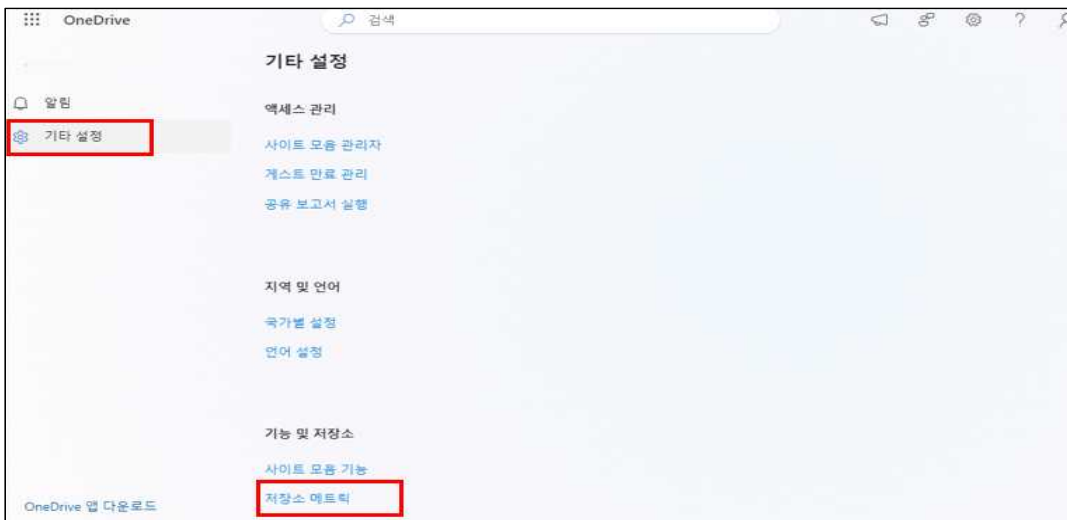 OneDrive
검색
?
알림
기타 설정
OneDrive 앱 다운로드
기타 설정
액세스 관리
사이트 모음 관리자
게스트 만료 관리
공유 보고서 실행
지역 및 언어
국가별 설정
언어 설정
기능 및 저장소
사이트 모음 기능
저장소 메트릭